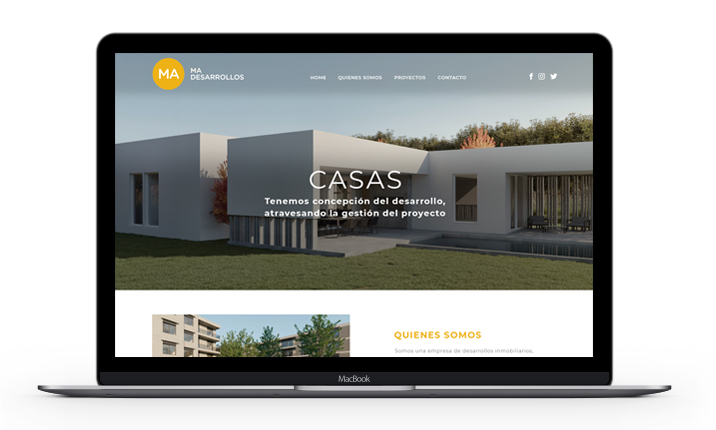 MA
MA
DESARROLLOS
HOME QUIENES SOMOS PROYECTOS CONTACTO
CASAS
Tenemos concepción del desarrollo,
atravesando la gestión del proyecto
QUIENES SOMOS
Somos una empresa de desarrollos inmobiliarios,
MacBook